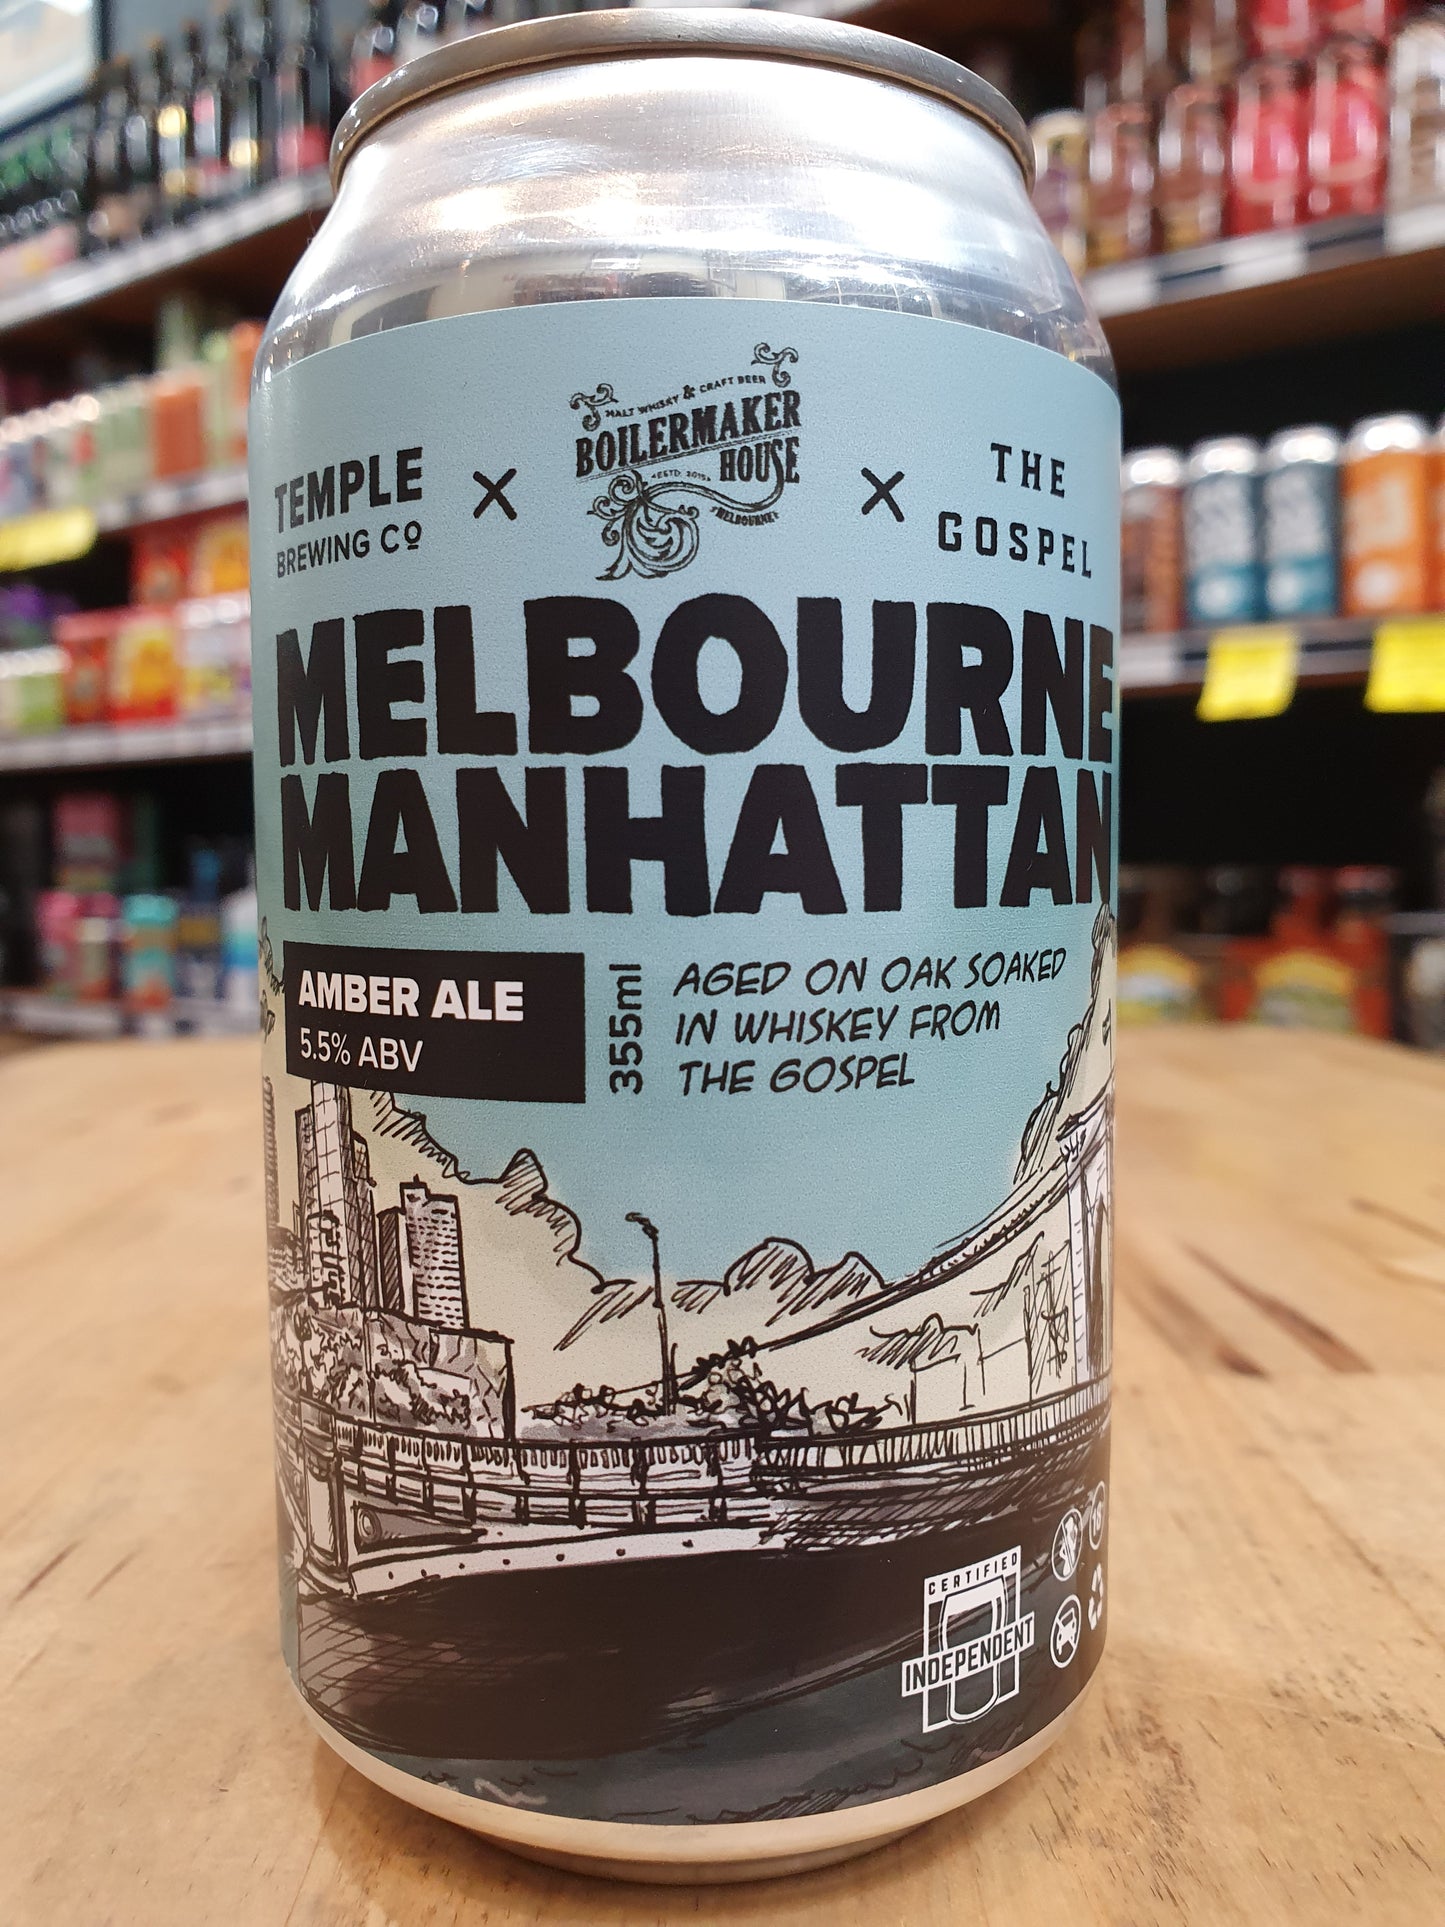 MALT WHISKY & CRAFT BEER
BOILERMAKER
HOUSE
ESTD. 2015
MELBOURNE
TEMPLE
BREWING Cº
X
X
THE
GOSPEL
MELBOURNE
MANHATTAN
AMBER ALE
5.5% ABV
355ml
AGED ON OAK SOAKED
IN WHISKEY FROM
THE GOSPEL
CERTIFIED
INDEPENDENT
18